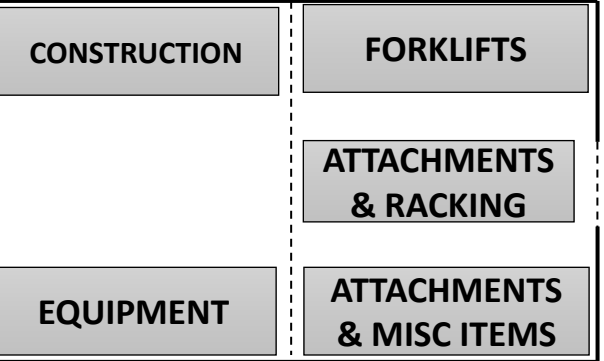 CONSTRUCTION
FORKLIFTS
ATTACHMENTS
& RACKING
EQUIPMENT
ATTACHMENTS
& MISC ITEMS